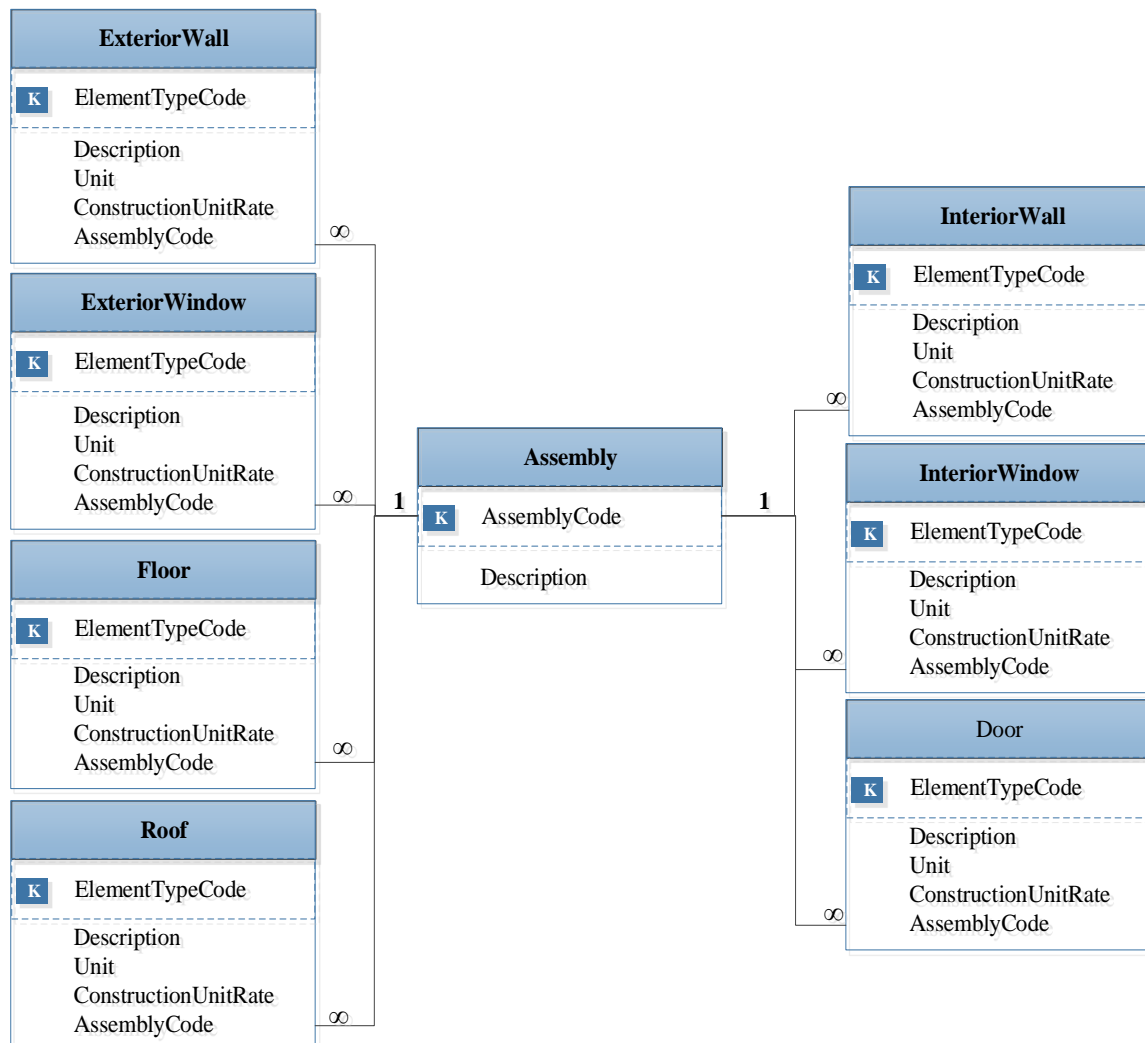 ExteriorWall
K ElementTypeCode
Description
Unit
ConstructionUnitRate
AssemblyCode
∞
ExteriorWindow
K ElementTypeCode
Description
Unit
ConstructionUnitRate
AssemblyCode
∞
Floor
K ElementTypeCode
Description
Unit
ConstructionUnitRate
AssemblyCode
∞
Roof
K ElementTypeCode
Description
Unit
ConstructionUnitRate
AssemblyCode
∞
1
Assembly
K AssemblyCode
Description
1
InteriorWall
K ElementTypeCode
Description
Unit
ConstructionUnitRate
AssemblyCode
∞
InteriorWindow
K ElementTypeCode
Description
Unit
ConstructionUnitRate
AssemblyCode
∞
Door
K ElementTypeCode
Description
Unit
ConstructionUnitRate
AssemblyCode
∞